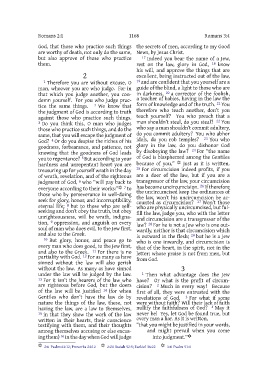 Romans 2:1 1168 Romans 3:4
God, that those who practice such things
are worthy of death, not only do the same,
but also approve of those who practice
them.
2
1 Therefore you are without excuse, O
man, whoever you are who judge. For in
that which you judge another, you con-
demn yourself. For you who judge prac-
tice the same things. 2 We know that
the judgment of God is according to truth
against those who practice such things.
3 Do you think this, O man who judges
those who practice such things, and do the
same, that you will escape the judgment of
God? 4 Or do you despise the riches of his
goodness, forbearance, and patience, not
knowing that the goodness of God leads
you to repentance? 5 But according to your
hardness and unrepentant heart you are
treasuring up for yourself wrath in the day
of wrath, revelation, and of the righteous
judgment of God; 6 who "will pay back to
everyone according to their works:" 7 to
those who by perseverance in well-doing
seek for glory, honor, and incorruptibility,
eternal life; 8 but to those who are self-
seeking and don't obey the truth, but obey
unrighteousness, will be wrath, indigna-
tion, 9 oppression, and anguish on every
soul of man who does evil, to the Jew first,
and also to the Greek.
10 But glory, honor, and peace go to
every man who does good, to the Jew first,
and also to the Greek. 11 For there is no
partiality with God. 12 For as many as have
sinned without the law will also perish
without the law. As many as have sinned
under the law will be judged by the law.
13 For it isn't the hearers of the law who
are righteous before God, but the doers
of the law will be justified 14 (for when
Gentiles who don't have the law do by
nature the things of the law, these, not
having the law, are a law to themselves,
15 in that they show the work of the law
written in their hearts, their conscience
testifying with them, and their thoughts
among themselves accusing or else excus-
ing them) 16 in the day when God will judge
the secrets of men, according to my Good
News, by Jesus Christ.
17 Indeed you bear the name of a Jew,
rest on the law, glory in God, 18 know
his will, and approve the things that are
excellent, being instructed out of the law,
19 and are confident that you yourself are a
guide of the blind, a light to those who are
in darkness, 20 a corrector of the foolish,
a teacher of babies, having in the law the
form of knowledge and of the truth. 21 You
therefore who teach another, don't you
teach yourself? You who preach that a
man shouldn't steal, do you steal? 22 You
who say a man shouldn't commit adultery,
do you commit adultery? You who abhor
idols, do you rob temples? 23 You who
glory in the law, do you dishonor God
by disobeying the law? 24 For "the name
of God is blasphemed among the Gentiles
because of you," just as it is written.
25 For circumcision indeed profits, if you
are a doer of the law, but if you are a
transgressor of the law, your circumcision
has become uncircumcision. 26 If therefore
the uncircumcised keep the ordinances of
the law, won't his uncircumcision be ac-
counted as circumcision? 27 Won't those
who are physically uncircumcised, but ful-
fill the law, judge you, who with the letter
and circumcision are a transgressor of the
law? 28 For he is not a Jew who is one out-
wardly, neither is that circumcision which
is outward in the flesh; 29 but he is a Jew
who is one inwardly, and circumcision is
that of the heart, in the spirit, not in the
letter; whose praise is not from men, but
from God.
3
1 Then what advantage does the Jew
have? Or what is the profit of circum-
cision? 2 Much in every way! Because
first of all, they were entrusted with the
revelations of God. 3 For what if some
were without faith? Will their lack of faith
nullify the faithfulness of God? 4 May it
never be! Yes, let God be found true, but
every man a liar. As it is written,
"that you might be justified in your words,
and might prevail when you come
into judgment."